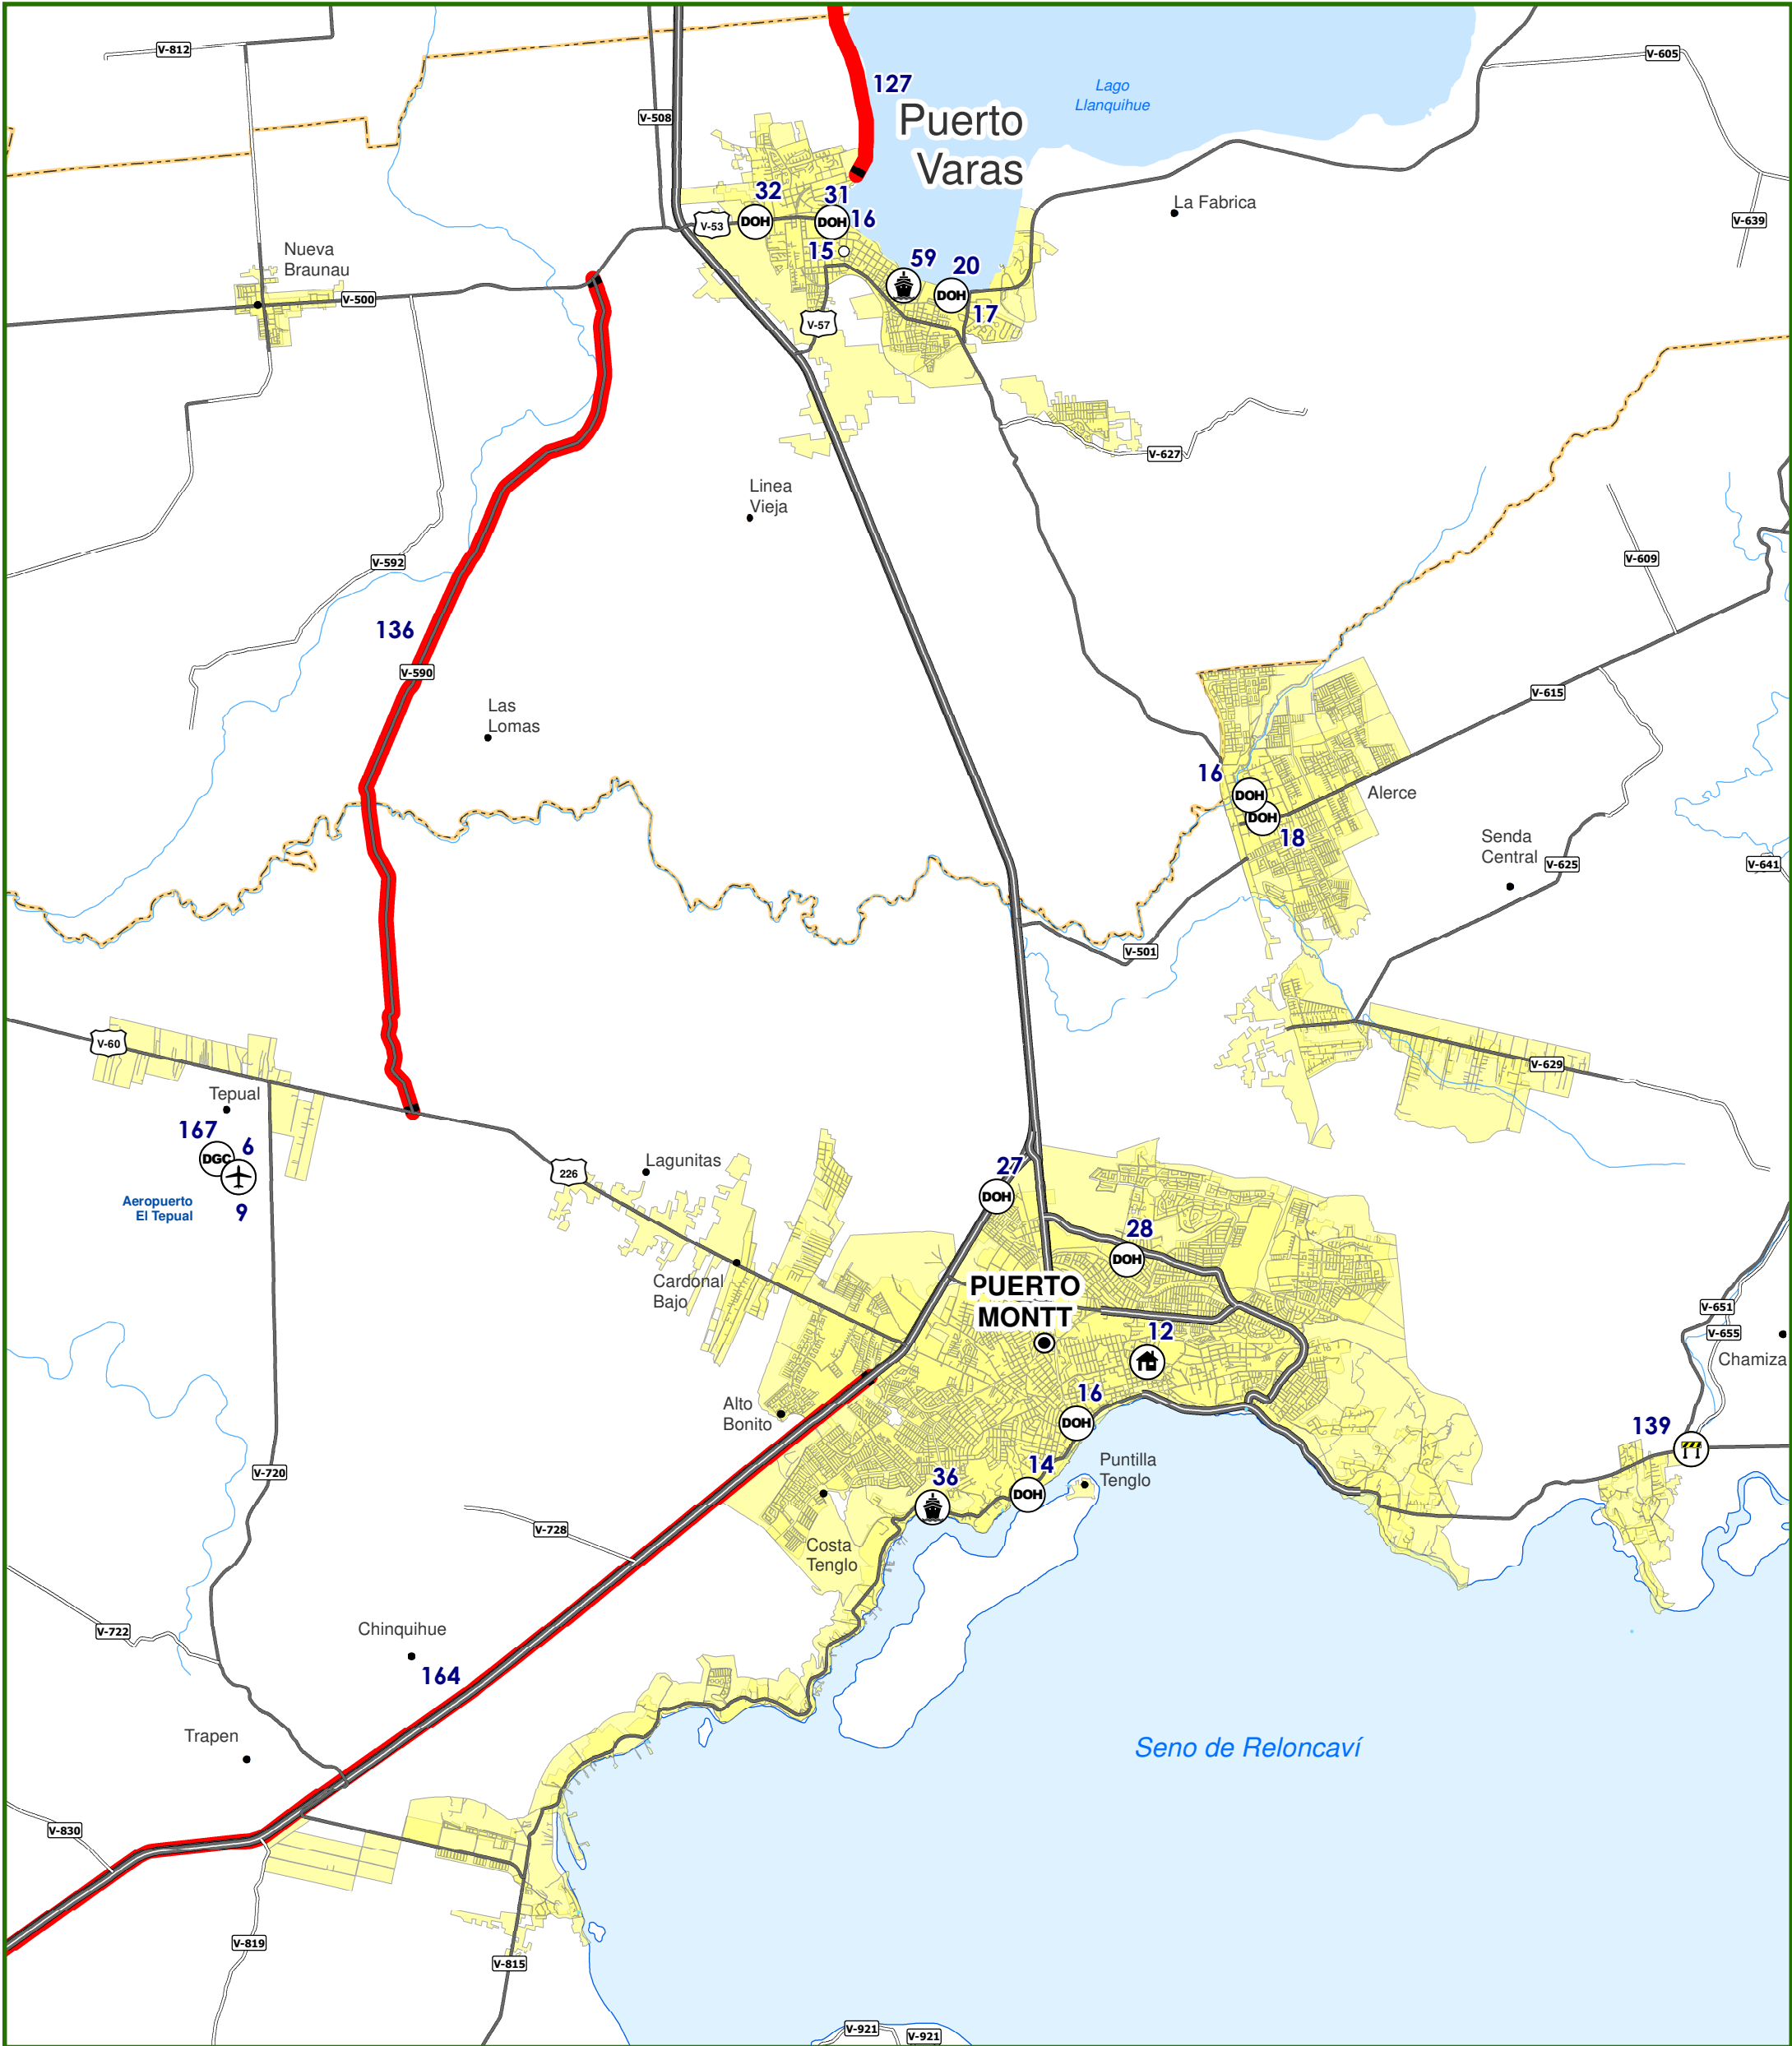 V-812
V-605
127
Lago
Llanquihue
V-508
Puerto
Varas
32
31
La Fabrica
DOH
DOH
16
V-53
V-639
15
Nueva
Braunau
59
20
DOH
V-500
17
V-57
V-627
Linea
Vieja
V-592
V-609
136
V-590
V-615
Las
Lomas
16
DOH
Alerce
DOH
18
Senda
Central
V-625
V-641
V-501
V-60
V-629
Tepual
167
6
DGC
Lagunitas
27
226
DOH
Aeropuerto
El Tepual
9
28
DOH
Cardonal
Bajo
PUERTO
MONTT
V-651
12
V-655
Chamiza
Alto
Bonito
16
DOH
139
Puntilla
Tenglo
V-720
14
36
DOH
V-728
Costa
Tenglo
V-722
Chinquihue
164
Trapen
Seno de Reloncaví
V-830
V-819
V-815
V-921
V-921